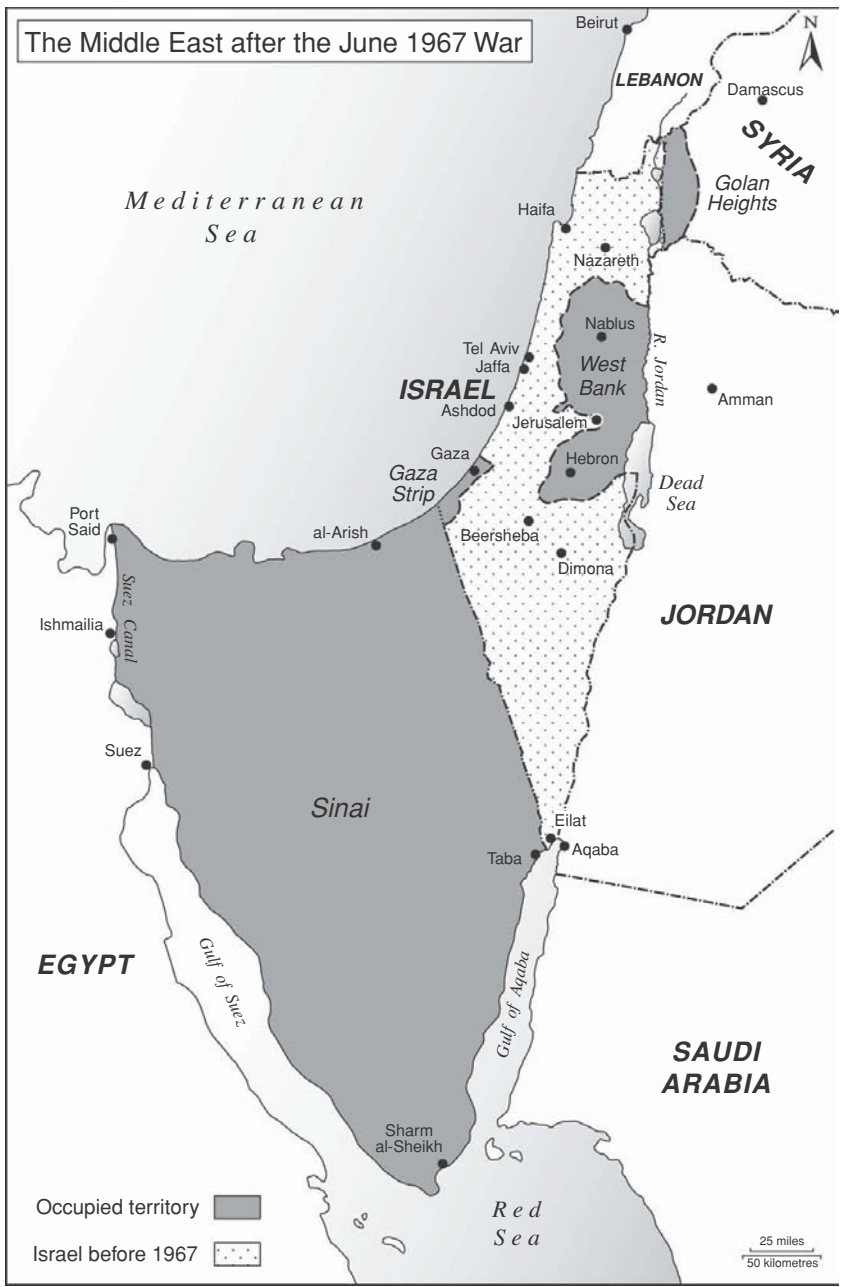 The Middle East after the June 1967 War
Beirut
N
LEBANON
Damascus
SYRIA
Golan
Heights
Mediterranean
Sea
Haifa
Nazareth
Nablus
Tel Aviv
Jaffa
West
Bank
R. Jordan
ISRAEL
Amman
Ashdod
Jerusalem
Gaza
Hebron
Gaza
Strip
Dead
Sea
Port
Said
al-Arish
Beersheba
Dimona
Suez Canal
Ishmailia
JORDAN
Suez
Sinai
Eilat
Taba
Aqaba
EGYPT
Gulf of Suez
Gulf of Aqaba
SAUDI
ARABIA
Sharm
al-Sheikh
Red
Sea
Occupied territory
Israel before 1967
25 miles
50 kilometres